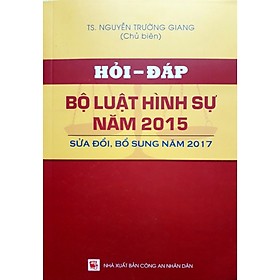 TS. NGUYỄN TRƯỜNG GIANG
(Chủ biên)
HỎI – ĐÁP
BỘ LUẬT HÌNH SỰ
NĂM 2015
SỬA ĐỔI, BỔ SUNG NĂM 2017
NHÀ XUẤT BẢN CÔNG AN NHÂN DÂN